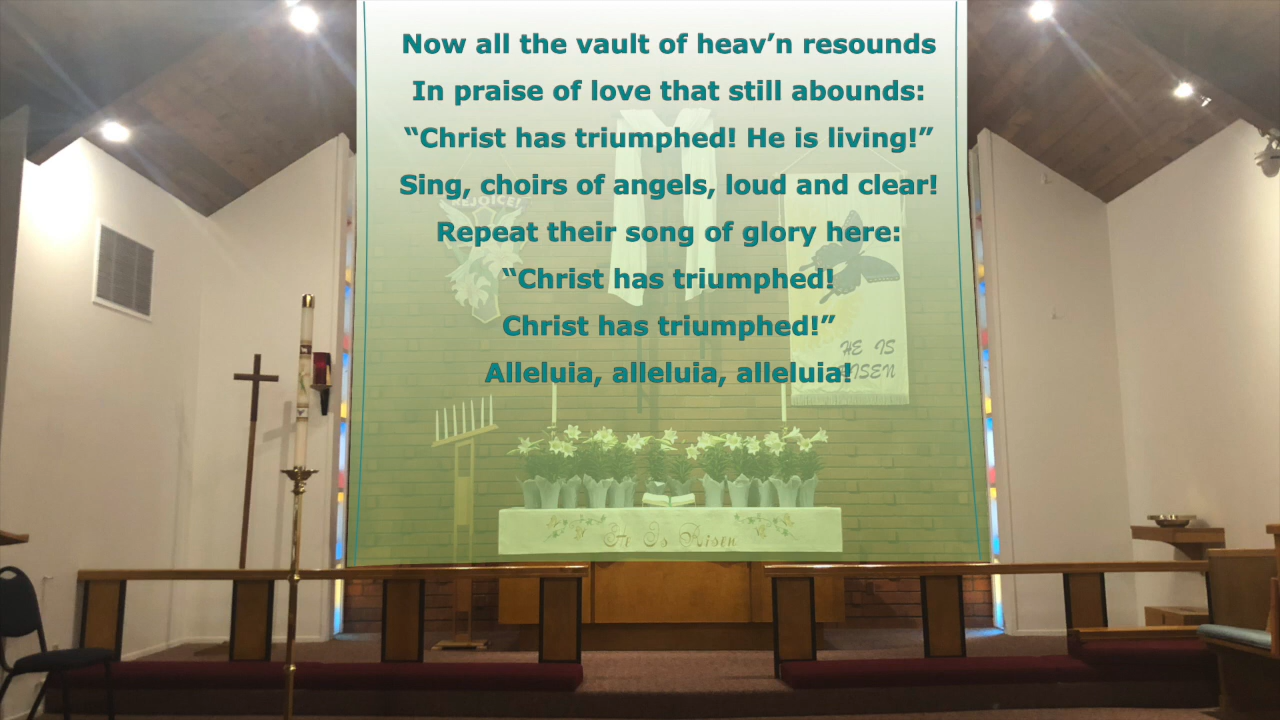 Now all the vault of heav’n resounds
In praise of love that still abounds:
“Christ has triumphed! He is living!”
Sing, choirs of angels, loud and clear!
REJOICE!
Repeat their song of glory here:
“Christ has triumphed!
Christ has triumphed!”
HE IS
RISEN
Alleluia, alleluia, alleluia!
He Is Risen